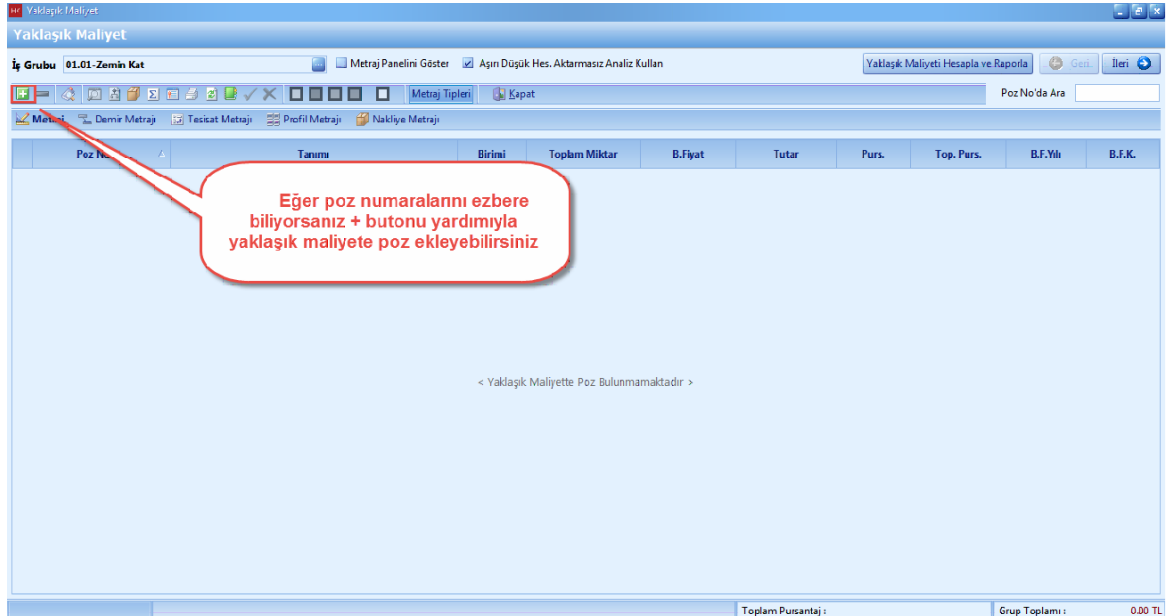 Yaklaşık Maliyet
Yaklaşık Maliyet
İş Grubu 01.01-Zemin Kat Metraj Panelini Göster Aşırı Düşük Hes. Aktarmasız Analiz Kullan Yaklaşık Maliyeti Hesapla ve Raporla Geri İleri
Metraj Tipleri Kapat Poz No'da Ara
Demir Metrajı Tesisat Metrajı Profil Metrajı Nakliye Metrajı
Poz Tanımı Birimi Toplam Miktar B.Fiyat Tutar Purs. Top. Purs. B.F.Yılı B.F.K.
Eğer poz numaralarını ezbere
biliyorsanız + butonu yardımıyla
yaklaşık maliyete poz ekleyebilirsiniz
< Yaklaşık Maliyette Poz Bulunmamaktadır >
Toplam Pursantaj : Grup Toplamı : 0.00 TL